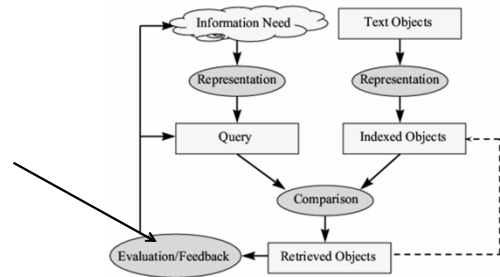 Information Need
Text Objects
Representation
Representation
Query
Indexed Objects
Comparison
Evaluation/Feedback
Retrieved Objects